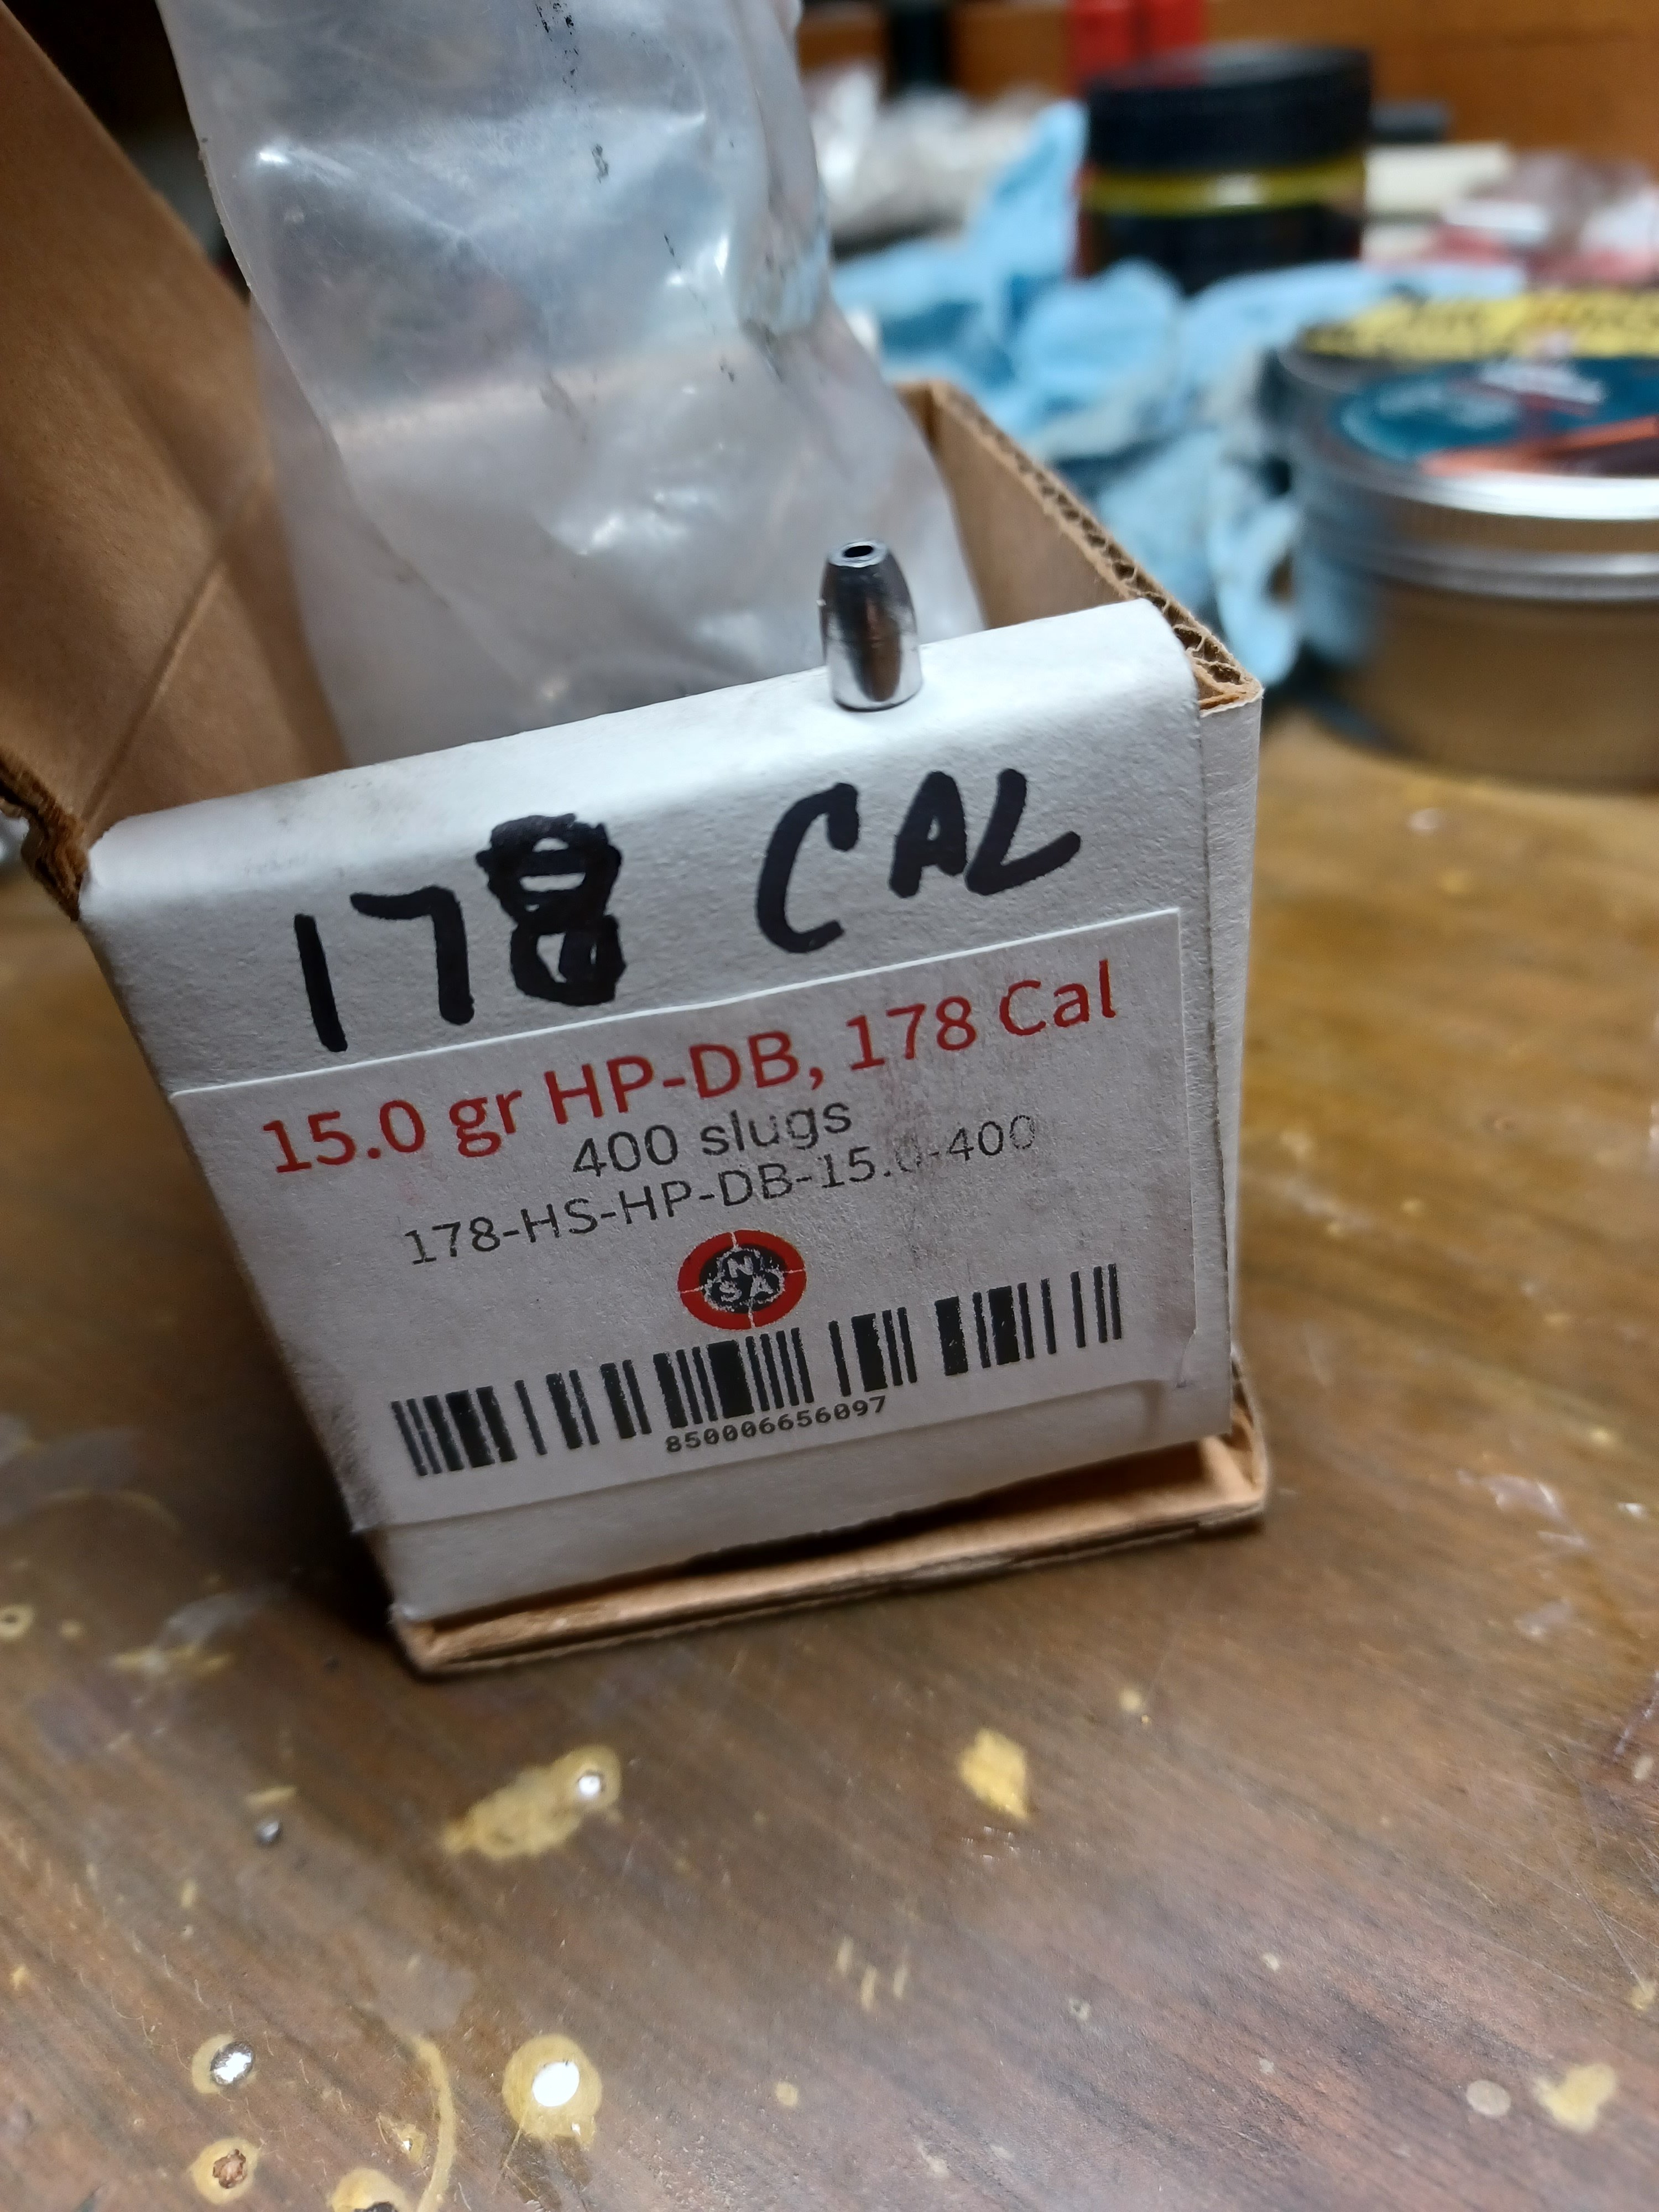 178 CAL
15.0 gr HP-DB, 178 Cal
400 slugs
178-HS-HP-DB-15.0-400
N
SA
850006656097